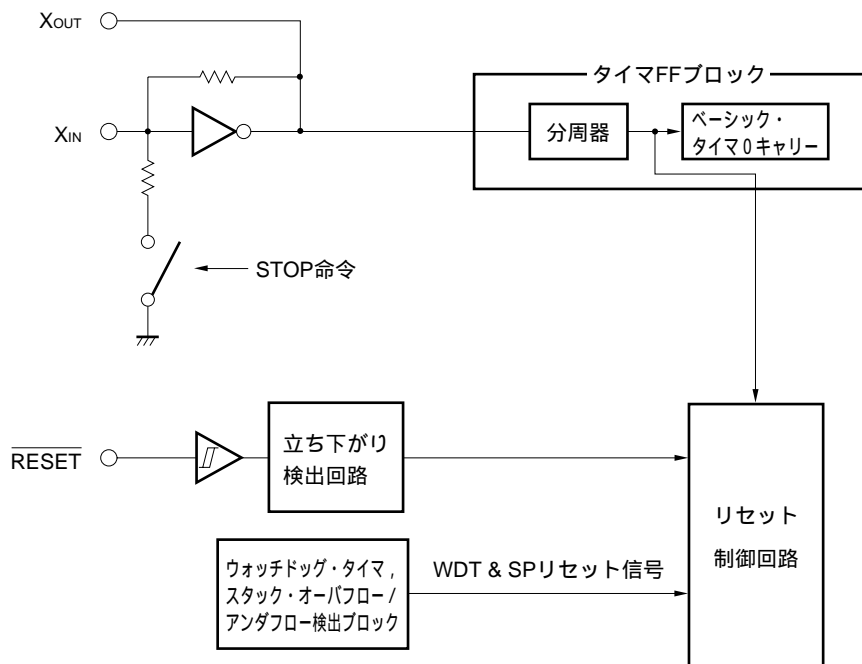 XOUT
タイマFFブロック
XIN
分周器
ベーシック・
タイマ0キャリー
STOP命令
RESET
立ち下がり
検出回路
リセット
制御回路
ウォッチドッグ・タイマ,
スタック・オーバフロー/
アンダフロー検出ブロック
WDT & SPリセット信号